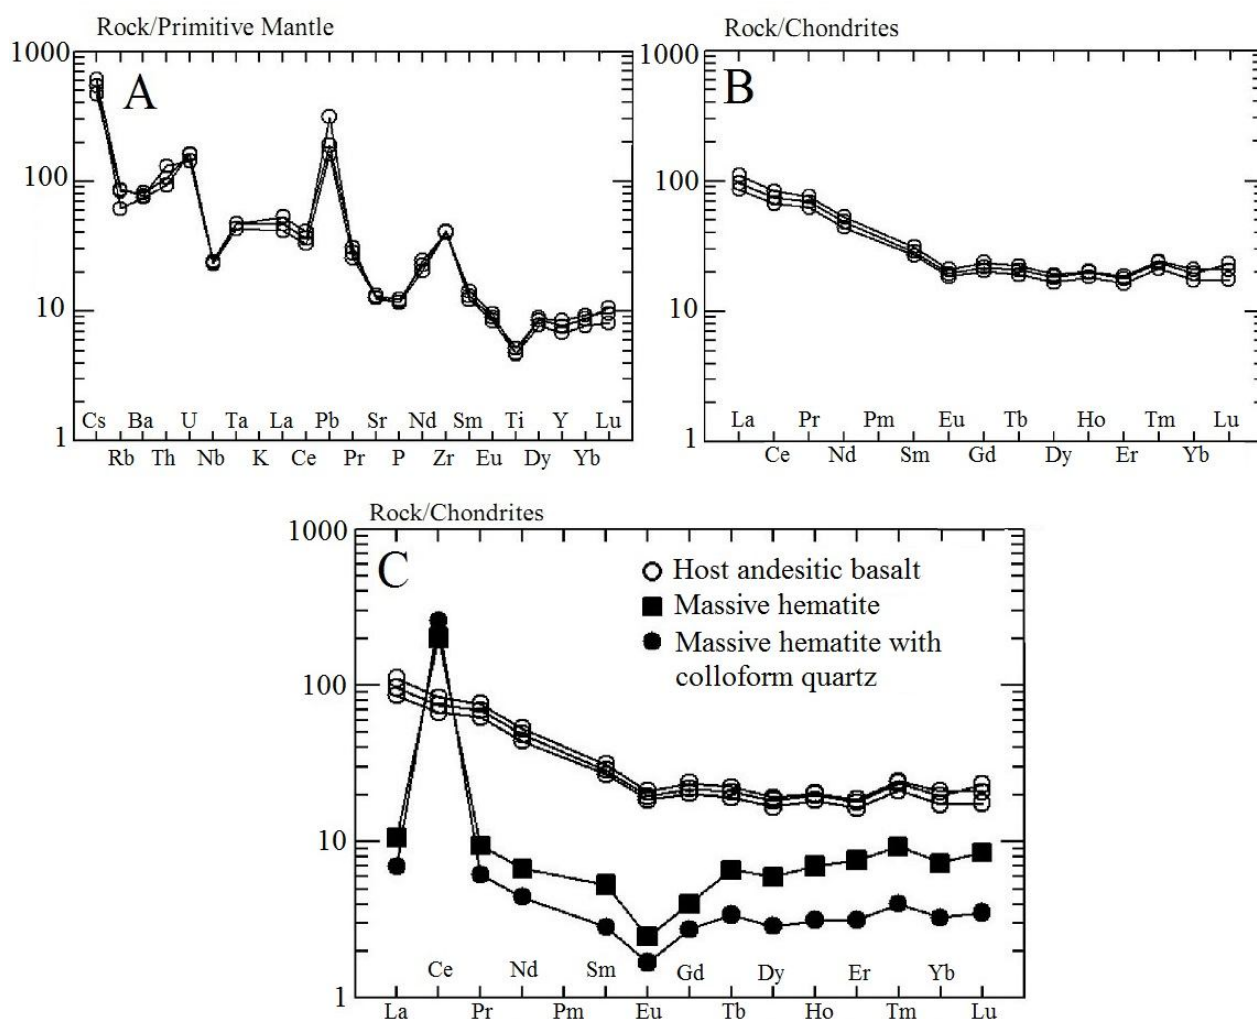 Rock/Primitive Mantle
A
1000
100
10
1
Cs Ba U Ta La Pb Sr Nd Sm Ti Y Lu
Rb Th Nb K Ce Pr P Zr Eu Dy Yb
Rock/Chondrites
B
1000
100
10
1
La Pr Pm Eu Tb Ho Tm Lu
Ce Nd Sm Gd Dy Er Yb
Rock/Chondrites
C
1000
100
10
1
Host andesitic basalt
Massive hematite
Massive hematite with
colloform quartz
Ce Nd Sm Gd Dy Er Yb
La Pr Pm Eu Tb Ho Tm Lu